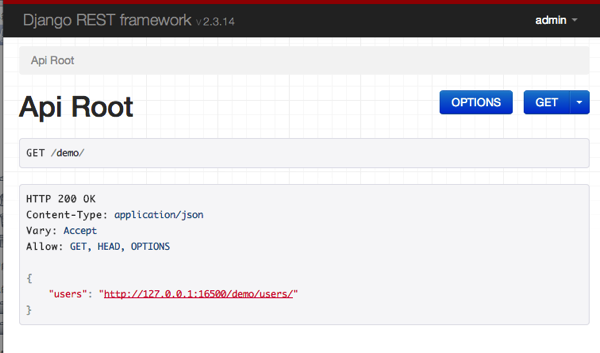 Django REST framework v 2.3.14
admin
Api Root
Api Root
OPTIONS
GET
GET /demo/
HTTP 200 OK
Content-Type: application/json
Vary: Accept
Allow: GET, HEAD, OPTIONS
{
"users": "http://127.0.0.1:16500/demo/users/"
}